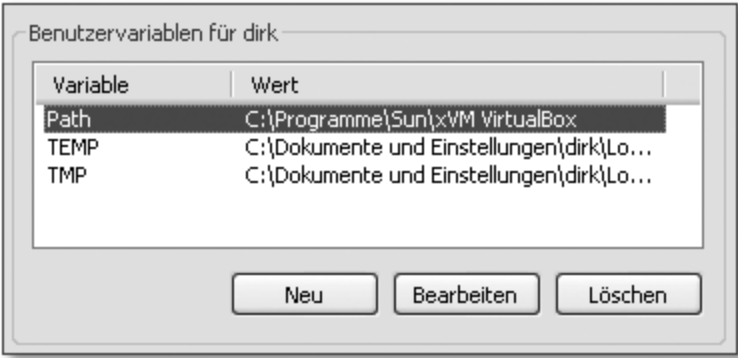 Benutzervariablen für dirk
Variable Wert
Path C:\Programme\Sun\xVM VirtualBox
TEMP C:\Dokumente und Einstellungen\dirk\Lo...
TMP C:\Dokumente und Einstellungen\dirk\Lo...
Neu Bearbeiten Löschen